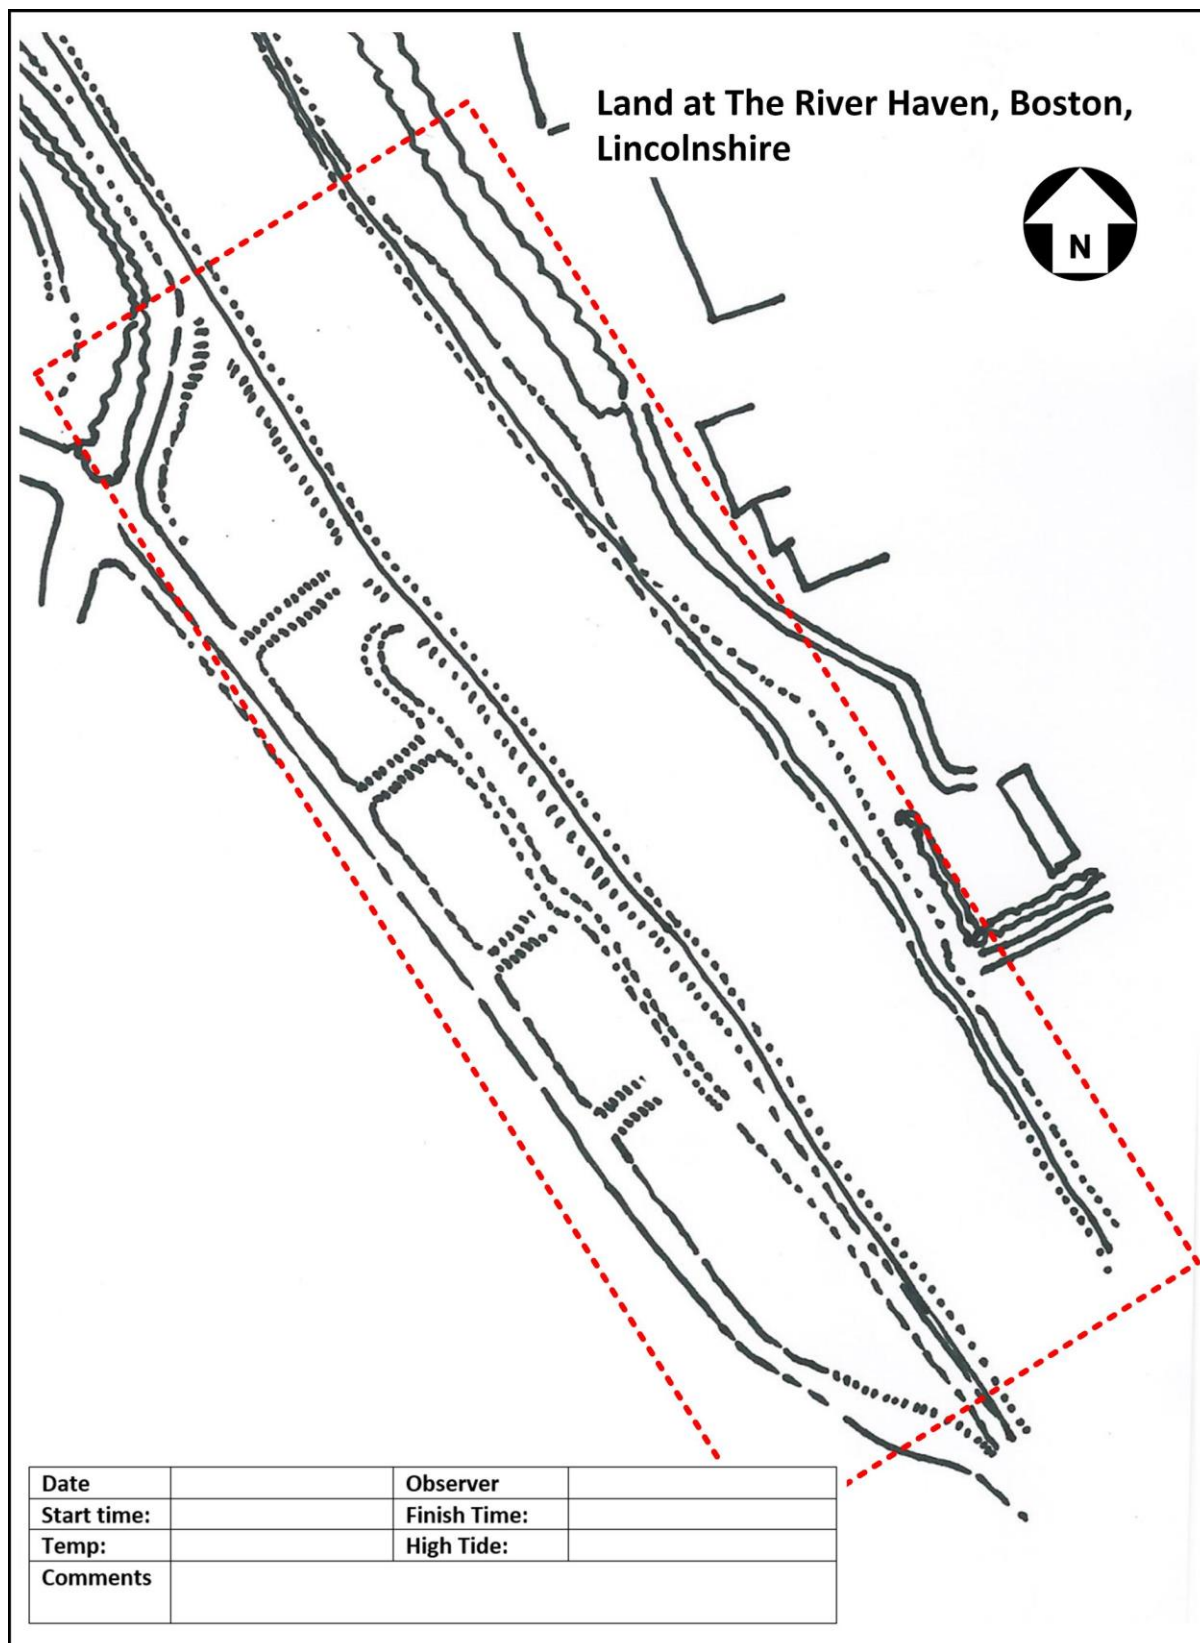 Land at The River Haven, Boston,
Lincolnshire
N
Date Observer
Start time: Finish Time:
Temp: High Tide:
Comments